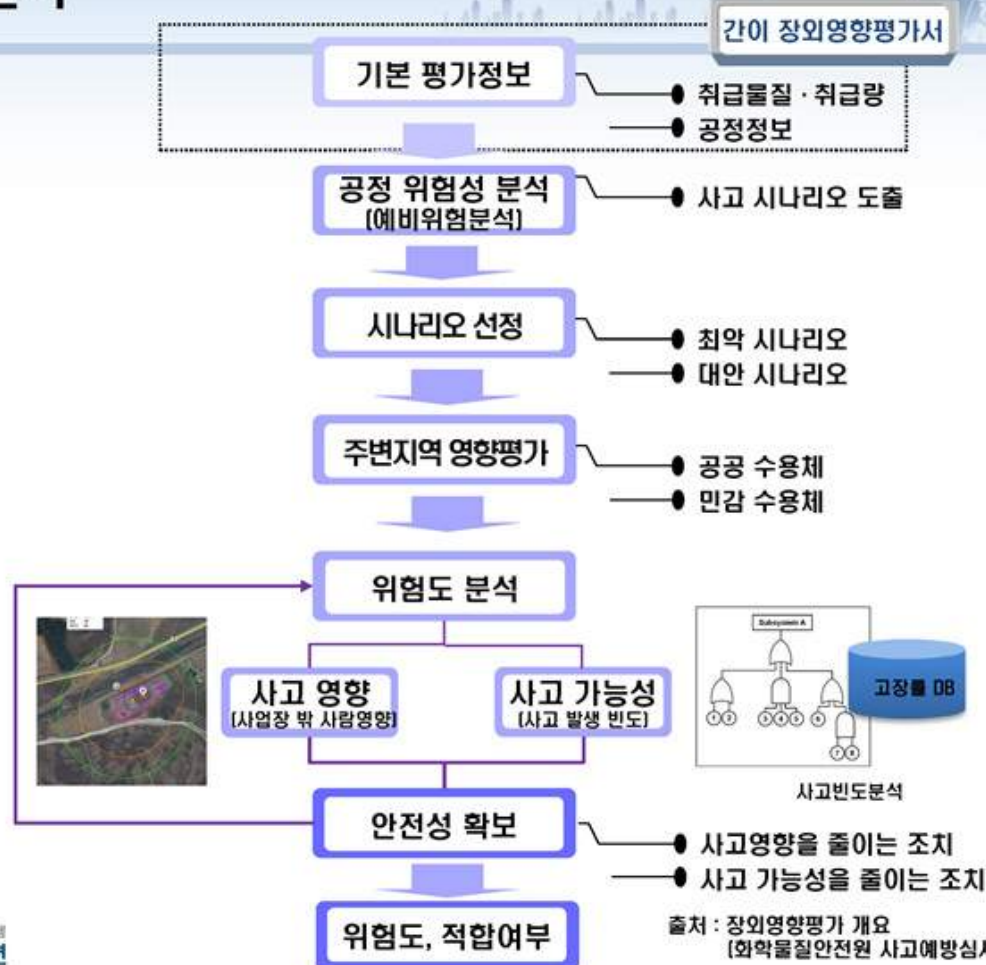 간이 장외영향평가서
기본 평가정보
취급물질 · 취급량
공정정보
공정 위험성 분석
(예비위험분석)
사고 시나리오 도출
시나리오 선정
최악 시나리오
대안 시나리오
주변지역 영향평가
공공 수용체
민감 수용체
위험도 분석
사고 영향
(사업장 밖 사람영향)
사고 가능성
(사고 발생 빈도)
Subsystem A
1 2 3 4 5 6
7 8
고장률 DB
사고빈도분석
안전성 확보
사고영향을 줄이는 조치
사고 가능성을 줄이는 조치
위험도, 적합여부
출처 : 장외영향평가 개요
(화학물질안전원 사고예방심사